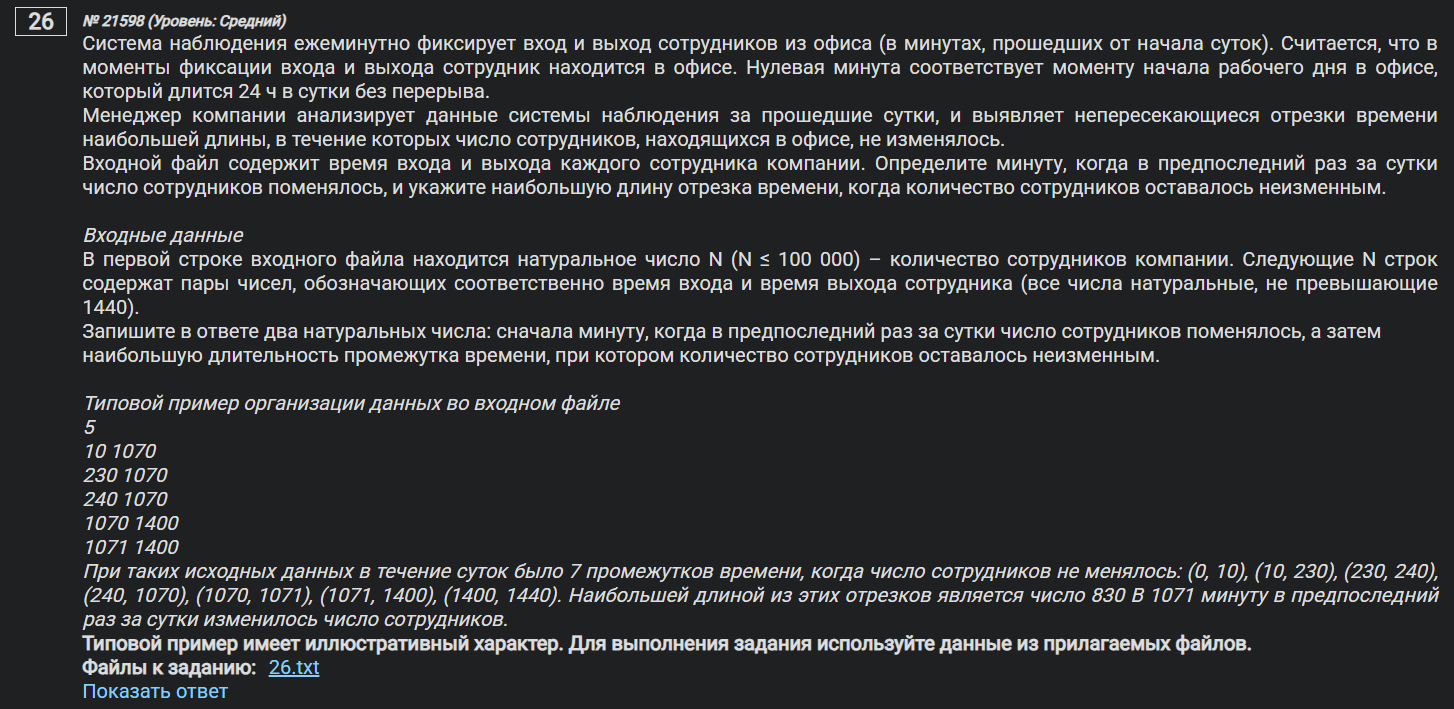 26
№ 21598 (Уровень: Средний)
Система наблюдения ежеминутно фиксирует вход и выход сотрудников из офиса (в минутах, прошедших от начала суток). Считается, что в
моменты фиксации входа и выхода сотрудник находится в офисе. Нулевая минута соответствует моменту начала рабочего дня в офисе,
который длится 24 ч в сутки без перерыва.
Менеджер компании анализирует данные системы наблюдения за прошедшие сутки, и выявляет непересекающиеся отрезки времени
наибольшей длины, в течение которых число сотрудников, находящихся в офисе, не изменялось.
Входной файл содержит время входа и выхода каждого сотрудника компании. Определите минуту, когда в предпоследний раз за сутки
число сотрудников поменялось, и укажите наибольшую длину отрезка времени, когда количество сотрудников оставалось неизменным.
Входные данные
В первой строке входного файла находится натуральное число N (N ≤ 100 000) – количество сотрудников компании. Следующие N строк
содержат пары чисел, обозначающих соответственно время входа и время выхода сотрудника (все числа натуральные, не превышающие
1440).
Запишите в ответе два натуральных числа: сначала минуту, когда в предпоследний раз за сутки число сотрудников поменялось, а затем
наибольшую длительность промежутка времени, при котором количество сотрудников оставалось неизменным.
Типовой пример организации данных во входном файле
5
10 1070
230 1070
240 1070
1070 1400
1071 1400
При таких исходных данных в течение суток было 7 промежутков времени, когда число сотрудников не менялось: (0, 10), (10, 230), (230, 240),
(240, 1070), (1070, 1071), (1071, 1400), (1400, 1440). Наибольшей длиной из этих отрезков является число 830 В 1071 минуту в предпоследний
раз за сутки изменилось число сотрудников.
Типовой пример имеет иллюстративный характер. Для выполнения задания используйте данные из прилагаемых файлов.
Файлы к заданию: 26.txt
Показать ответ